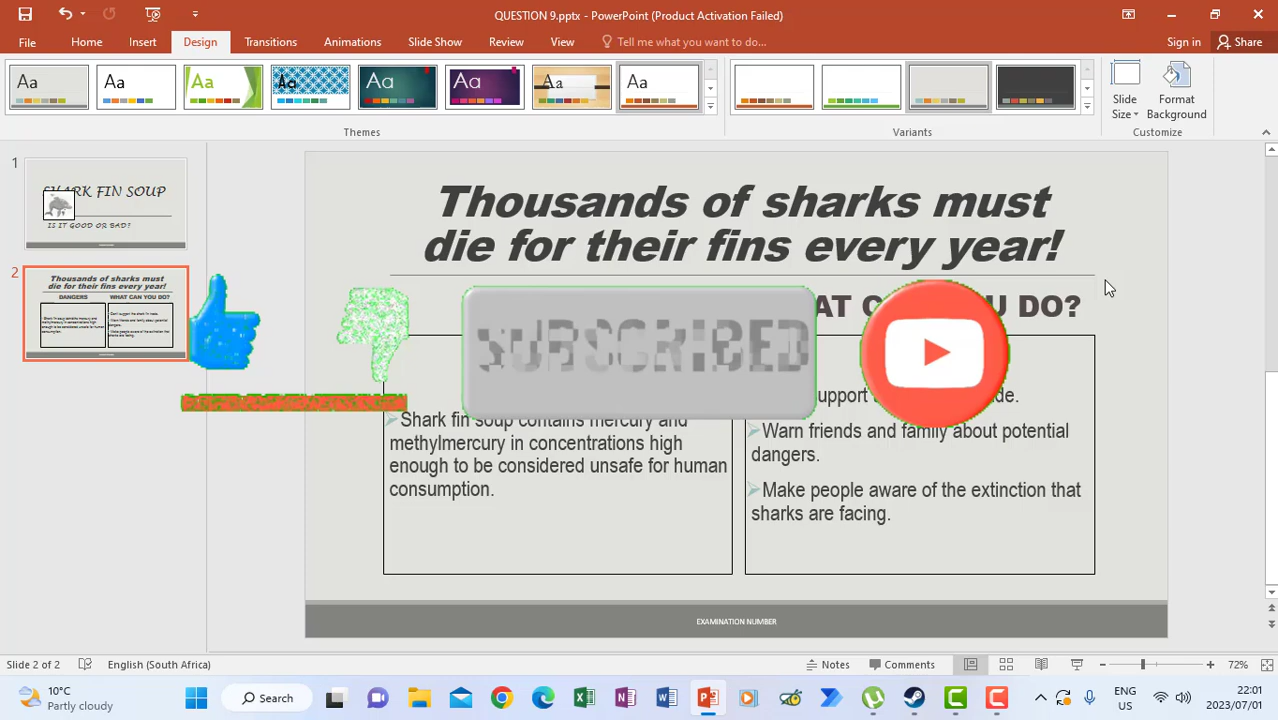 QUESTION 9.pptx - PowerPoint (Product Activation Failed)
File Home Insert Design Transitions Animations Slide Show Review View Tell me what you want to do... Sign in Share
Aa Aa Aa Aa Aa Aa Aa Aa
Slide Size
Format Background
Themes
Variants
Customize
1
SHARK FIN SOUP
IS IT GOOD OR BAD?
2
Thousands of sharks must
die for their fins every year!
DANGERS WHAT CAN YOU DO?
Thousands of sharks must
die for their fins every year!
DO?
SUBSCRIBED
Shark fin soup contains mercury and
methylmercury in concentrations high
enough to be considered unsafe for human
consumption.
support
Warn friends and family about potential
dangers.
Make people aware of the extinction that
sharks are facing.
EXAMINATION NUMBER
Slide 2 of 2 English (South Africa) Notes Comments 72%
10°C
Partly cloudy
Search
ENG
US
22:01
2023/07/01